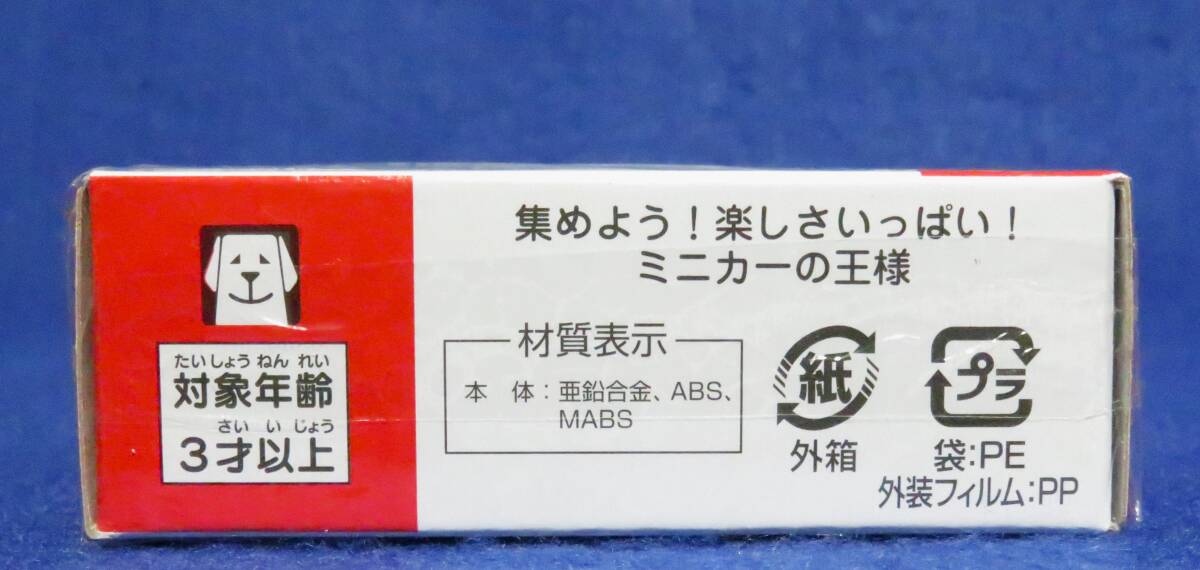 たいしょうねんれい
対象年齢
さいいじょう
3才以上
集めよう！楽しさいっぱい！
ミニカーの王様
材質表示
本　体：亜鉛合金、ABS、
MABS
紙
外箱
プラ
袋:PE
外装フィルム:PP